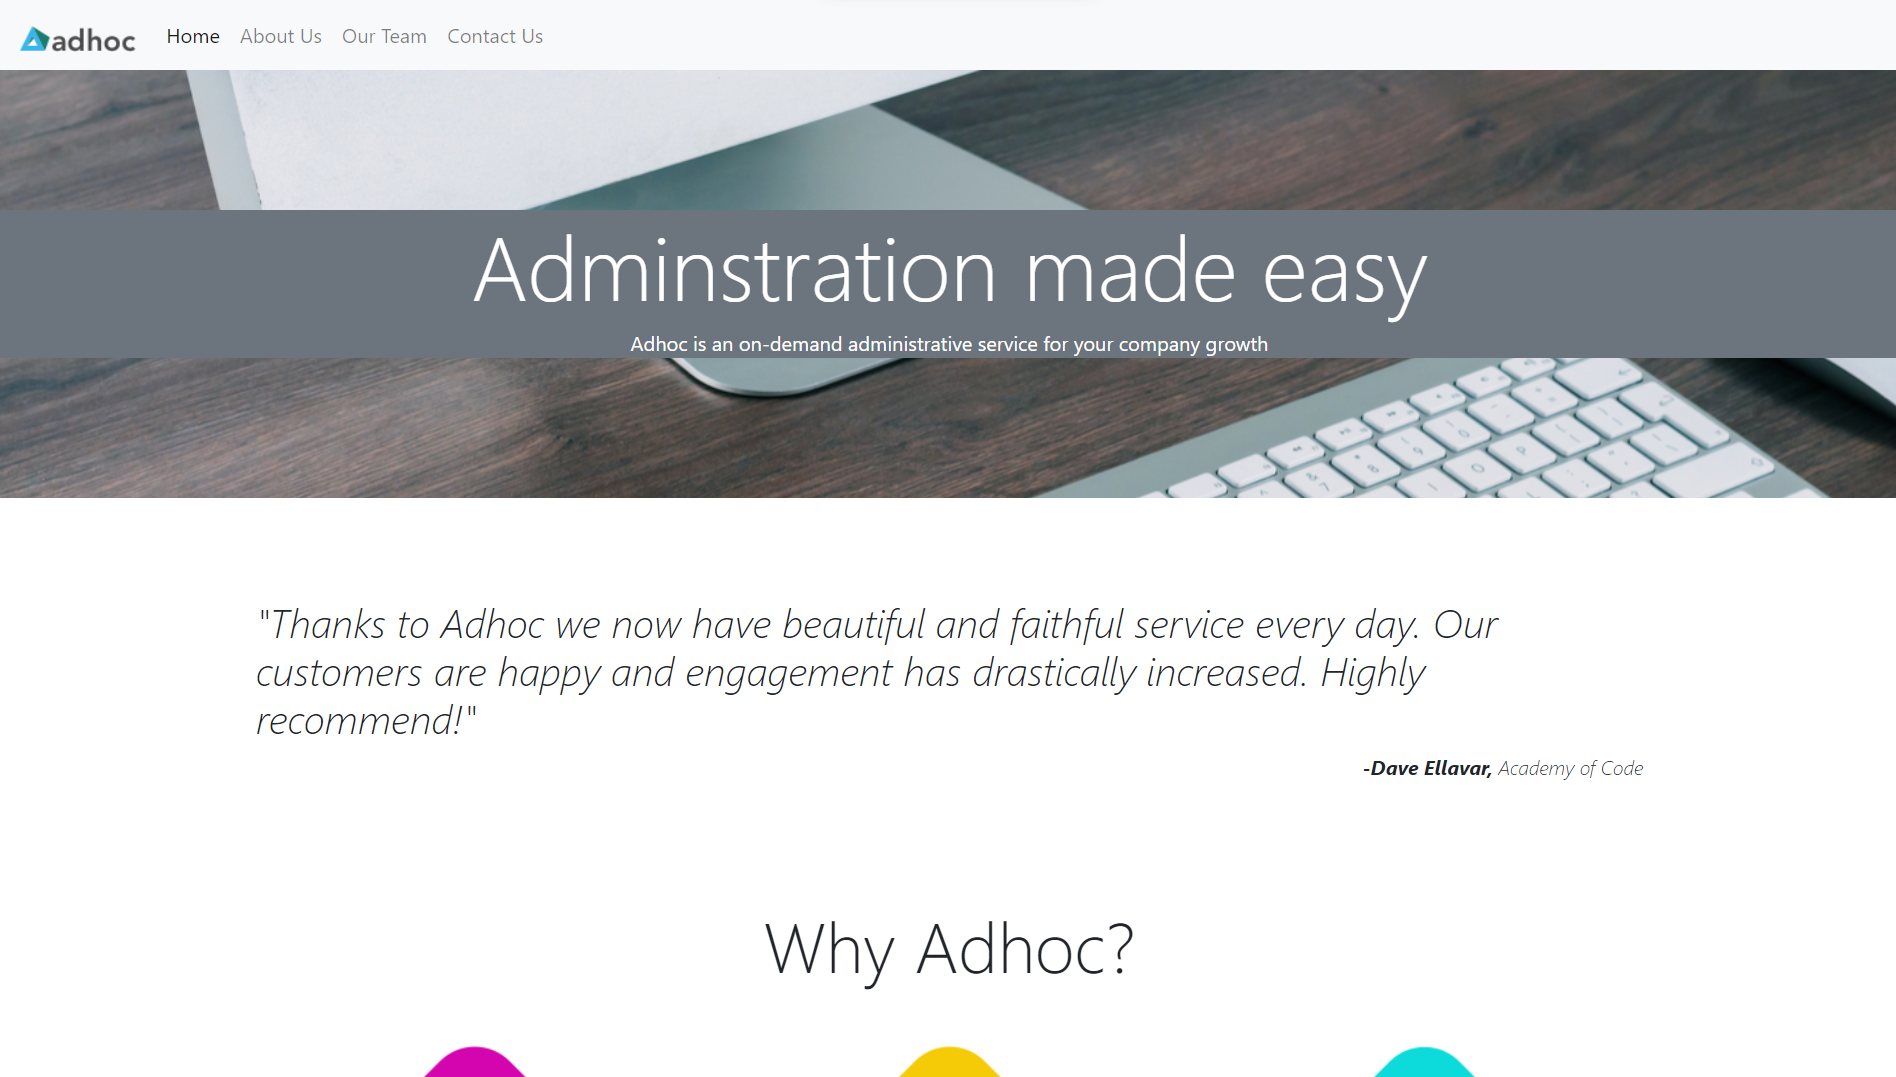 adhoc Home About Us Our Team Contact Us
Adminstration made easy
Adhoc is an on-demand administrative service for your company growth
"Thanks to Adhoc we now have beautiful and faithful service every day. Our
customers are happy and engagement has drastically increased. Highly
recommend!"
-Dave Ellavar, Academy of Code
Why Adhoc?